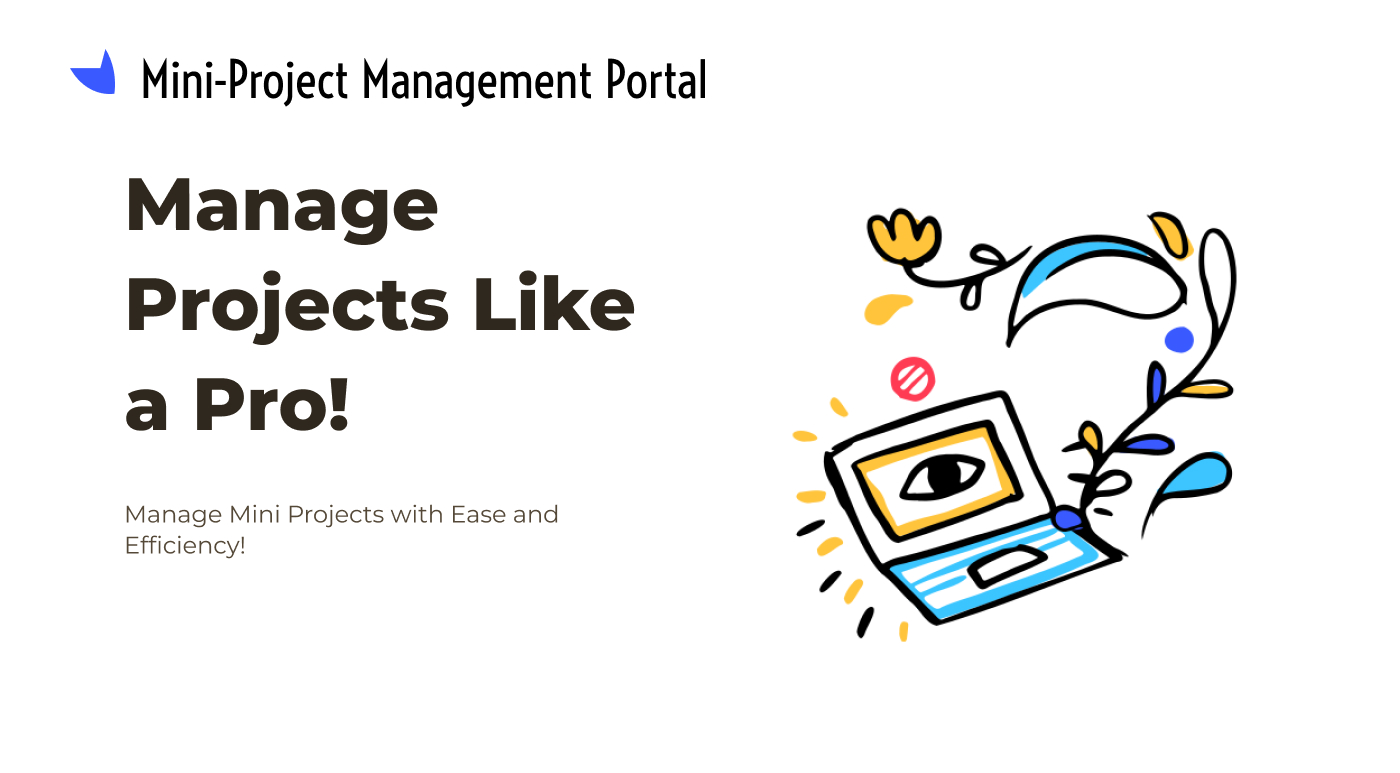 Mini-Project Management Portal
Manage
Projects Like
a Pro!
Manage Mini Projects with Ease and
Efficiency!